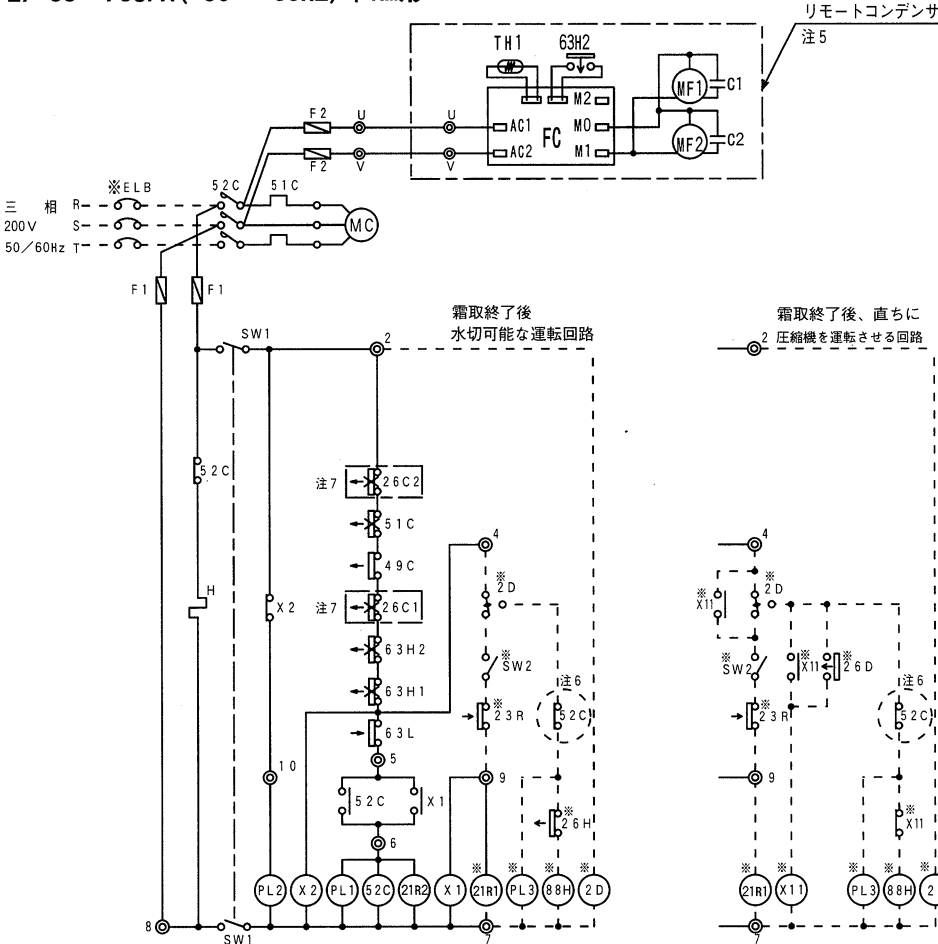 リモートコンデンサ
注5
TH1
63H2
M2
MF1
C1
F2
U
U
AC1
FC
M0
MF2
C2
F2
V
V
AC2
M1
※ELB
52C
51C
三相 R
200V S
50/60Hz T
MC
F1
F1
霜取終了後
水切可能な運転回路
霜取終了後、直ちに
圧縮機を運転させる回路
SW1
2
2
52C
注7
26C2
51C
4
4
49C
※
2D
※
2D
H
X2
注7
26C1
※
X11
63H2
※
SW2
※
SW2
※
X11
※
26D
63H1
※
23R
注6
52C
※
23R
注6
52C
63L
10
5
9
9
52C
X1
※
26H
※
X11
6
※
※
※
※
※
※
※
※
PL2
X2
PL1
52C
21R2
X1
21R1
PL3
88H
2D
21R1
X11
PL3
88H
2
8
SW1
7
7